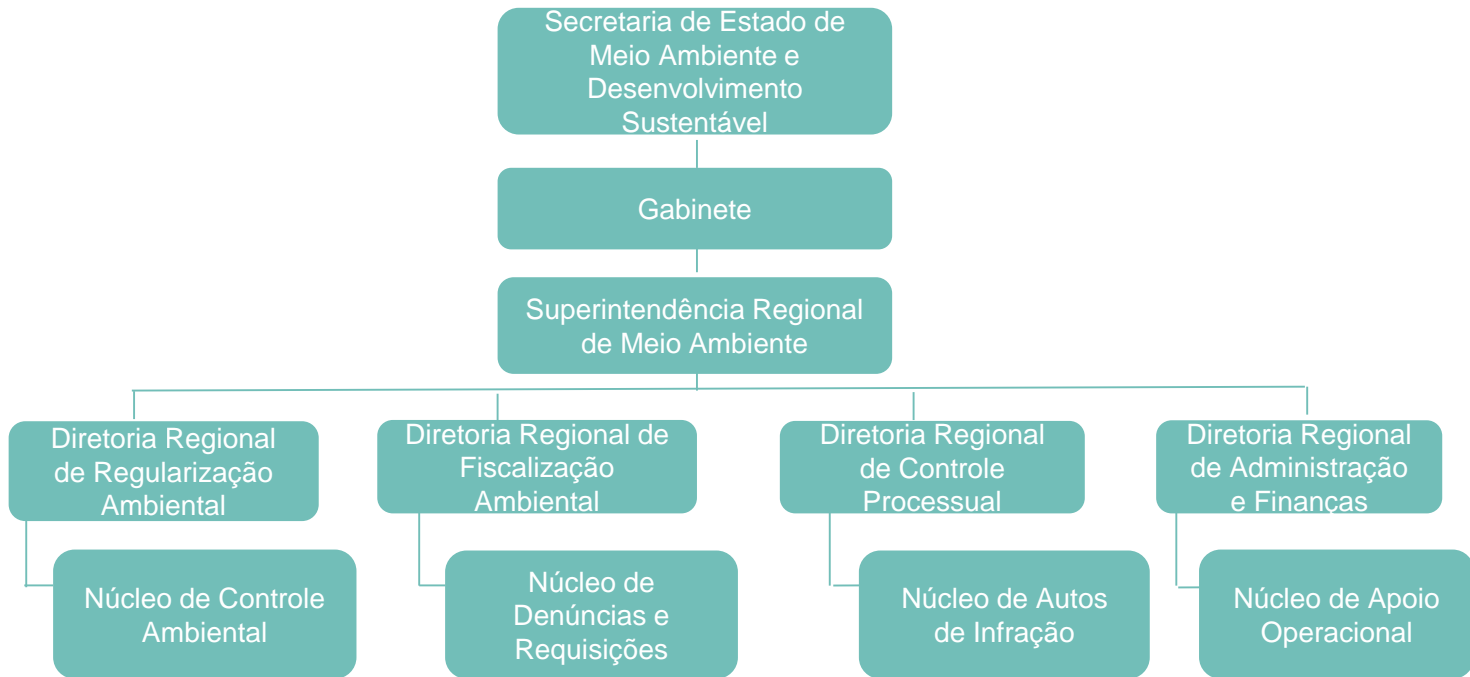 Secretaria de Estado de
Meio Ambiente e
Desenvolvimento
Sustentável
Gabinete
Superintendência Regional
de Meio Ambiente
Diretoria Regional
de Regularização
Ambiental
Diretoria Regional de
Fiscalização
Ambiental
Diretoria Regional
de Controle
Processual
Diretoria Regional
de Administração
e Finanças
Núcleo de Controle
Ambiental
Núcleo de
Denúncias e
Requisições
Núcleo de Autos
de Infração
Núcleo de Apoio
Operacional